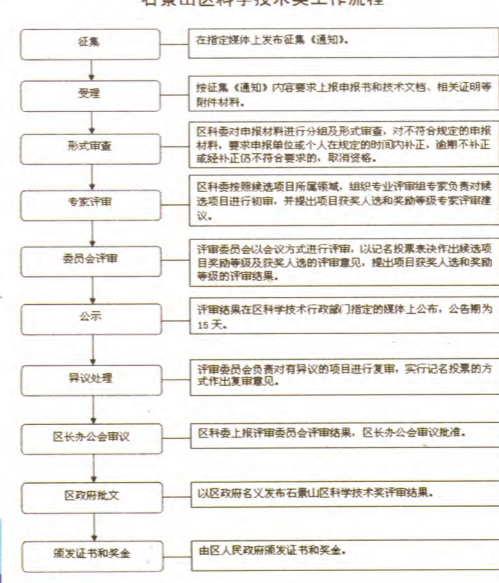 石景山区科学技术奖工作流程
征集
在指定媒体上发布征集《通知》。
受理
按征集《通知》内容要求上报申报书和技术文档、相关证明等
附件材料。
形式审查
区科委对申报材料进行分组及形式审查，对不符合规定的申报
材料，要求申报单位或个人在规定的时间内补正，逾期不补正
或经补正仍不符合要求的，取消资格。
专家评审
区科委按照候选项目所属领域，组织专业评审组专家负责对候
选项目进行初审，并提出项目获奖人选和奖励等级专家评审建
议。
委员会评审
评审委员会以会议方式进行评审，以记名投票表决作出候选项
目奖励等级及获奖人选的评审意见，提出项目获奖人选和奖励
等级的评审结果。
公示
评审结果在区科学技术行政部门指定的媒体上公布，公告期为
15 天。
异议处理
评审委员会负责对有异议的项目进行复审，实行记名投票的方
式作出复审意见。
区长办公会审议
区科委上报评审委员会评审结果，区长办公会审议批准。
区政府批文
以区政府名义发布石景山区科学技术奖评审结果。
颁发证书和奖金
由区人民政府颁发证书和奖金。